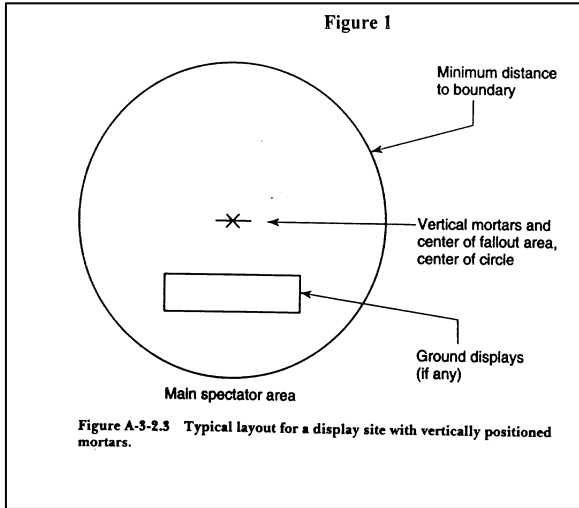 Figure 1
Minimum distance
to boundary
Vertical mortars and
center of fallout area,
center of circle
Ground displays
(if any)
Main spectator area
Figure A-3-2.3 Typical layout for a display site with vertically positioned
mortars.